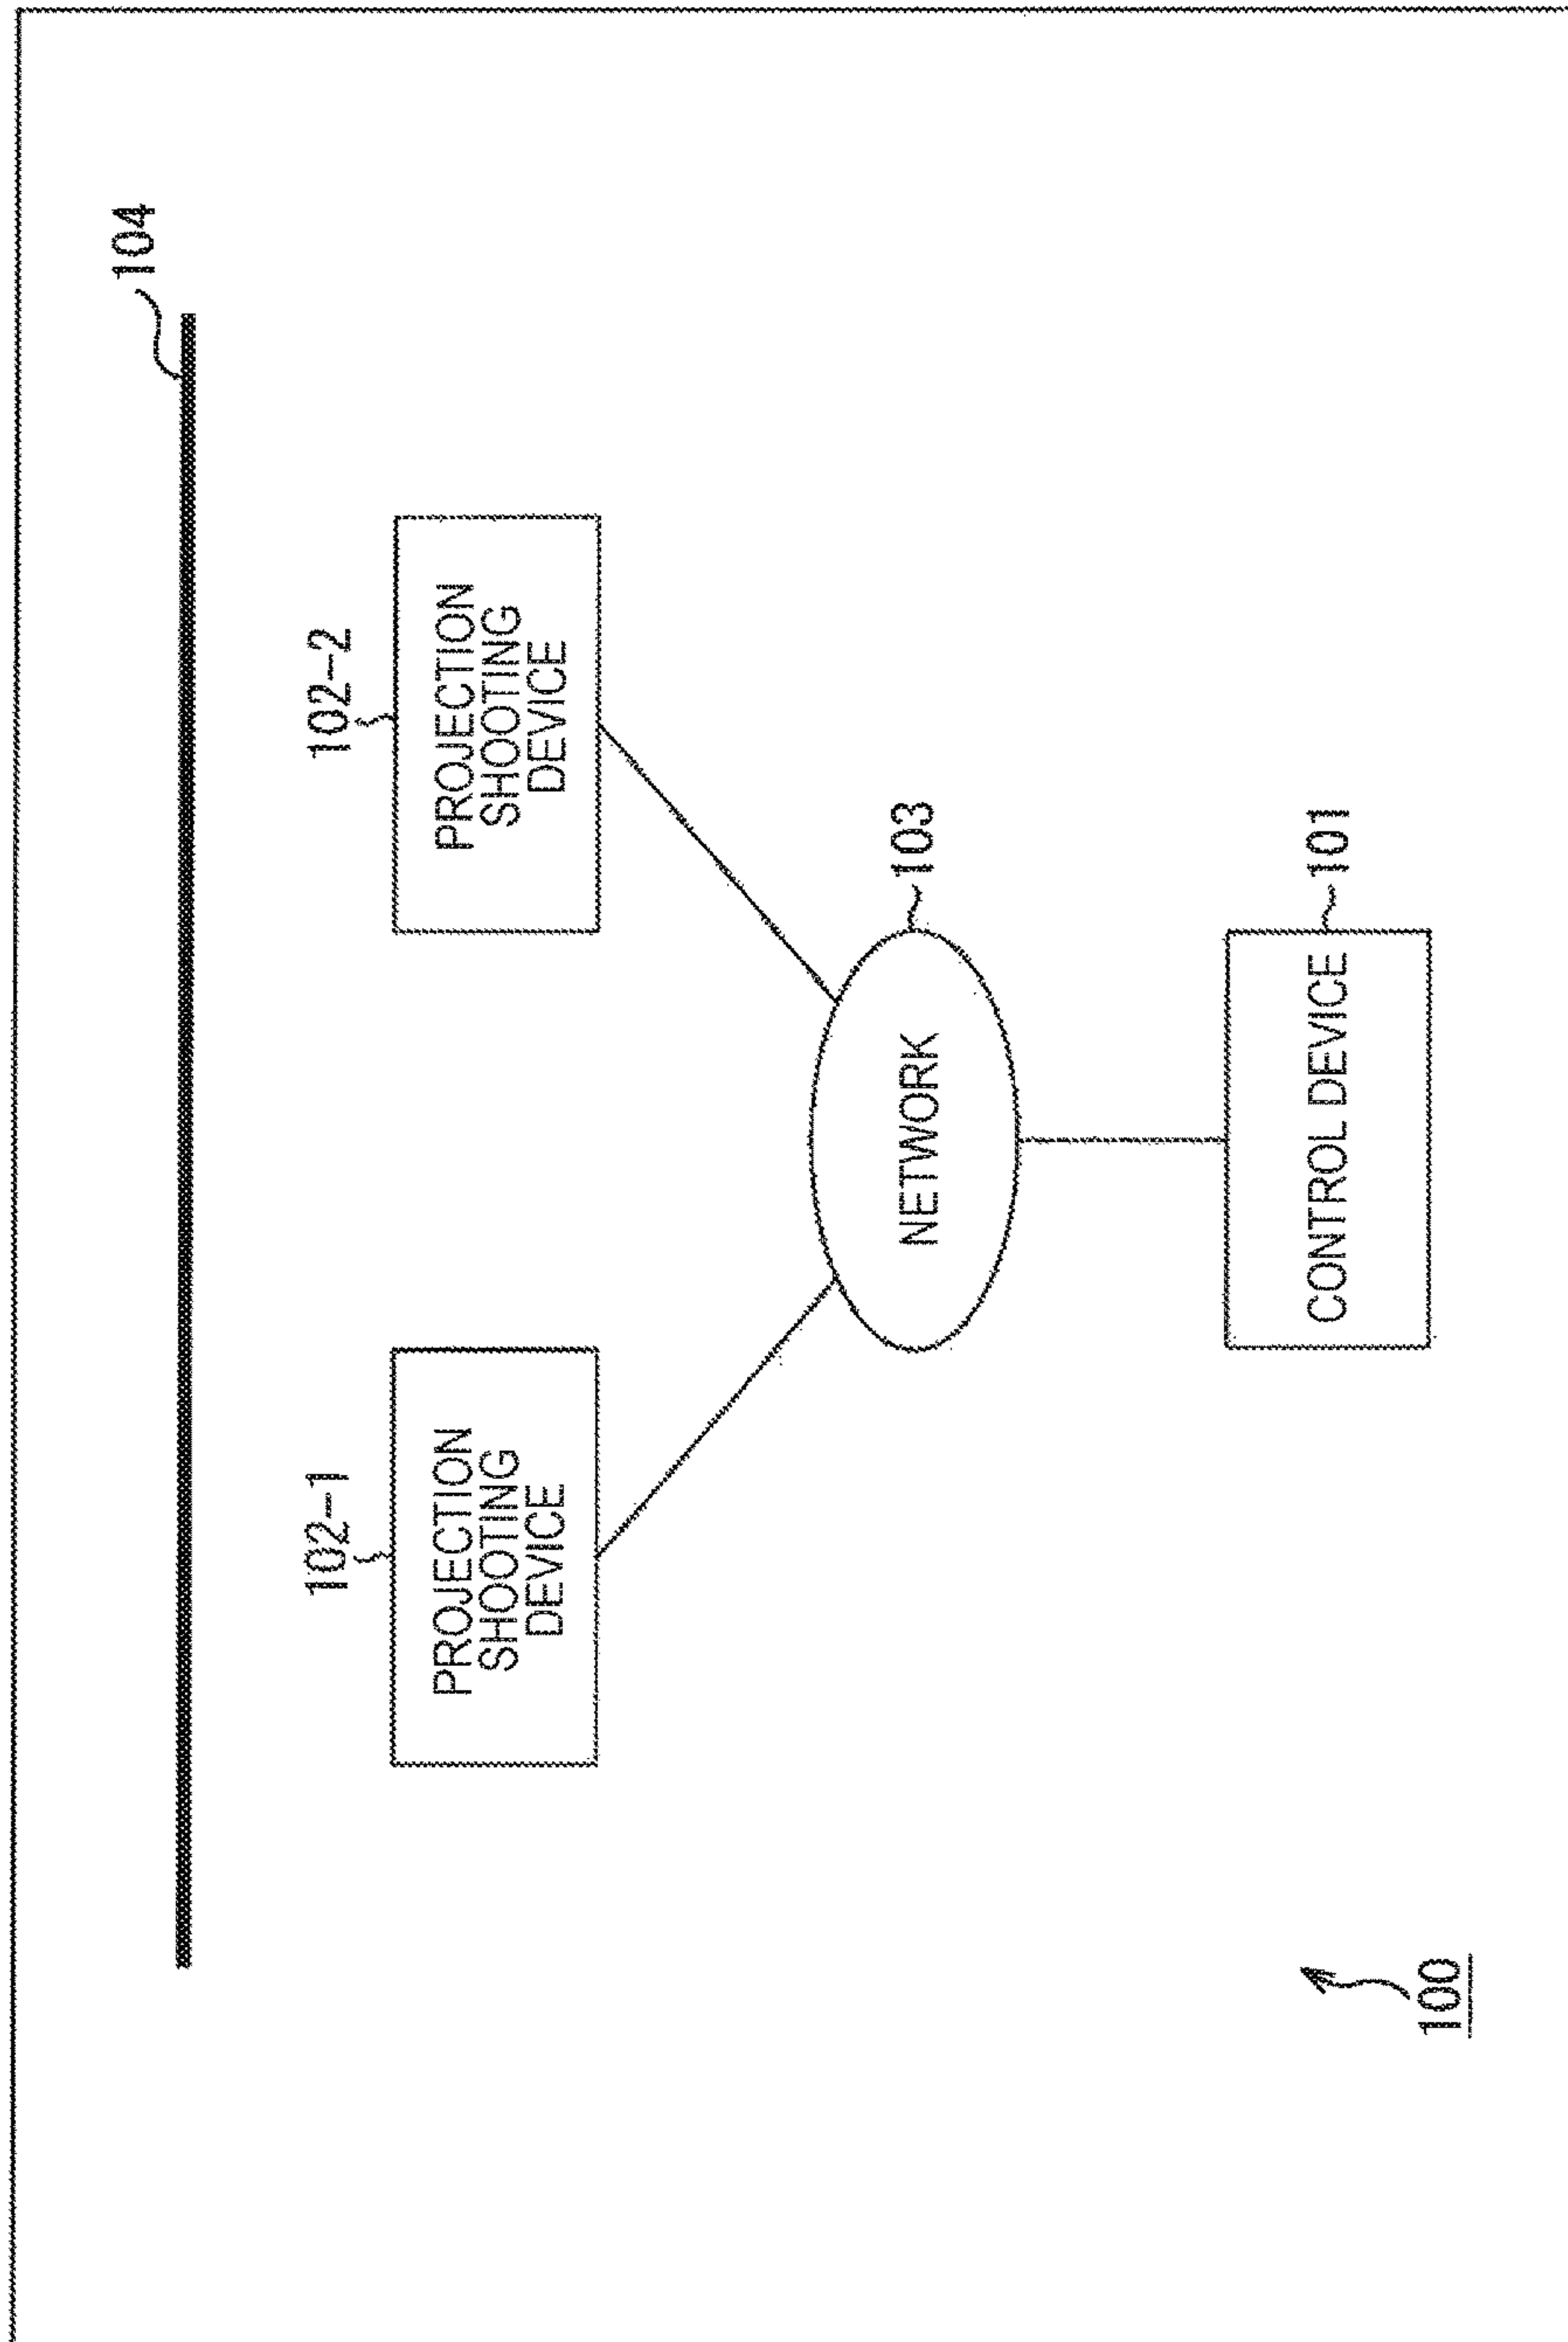 104
102-1
102-2
PROJECTION
SHOOTING
DEVICE
PROJECTION
SHOOTING
DEVICE
103
NETWORK
101
CONTROL DEVICE
100